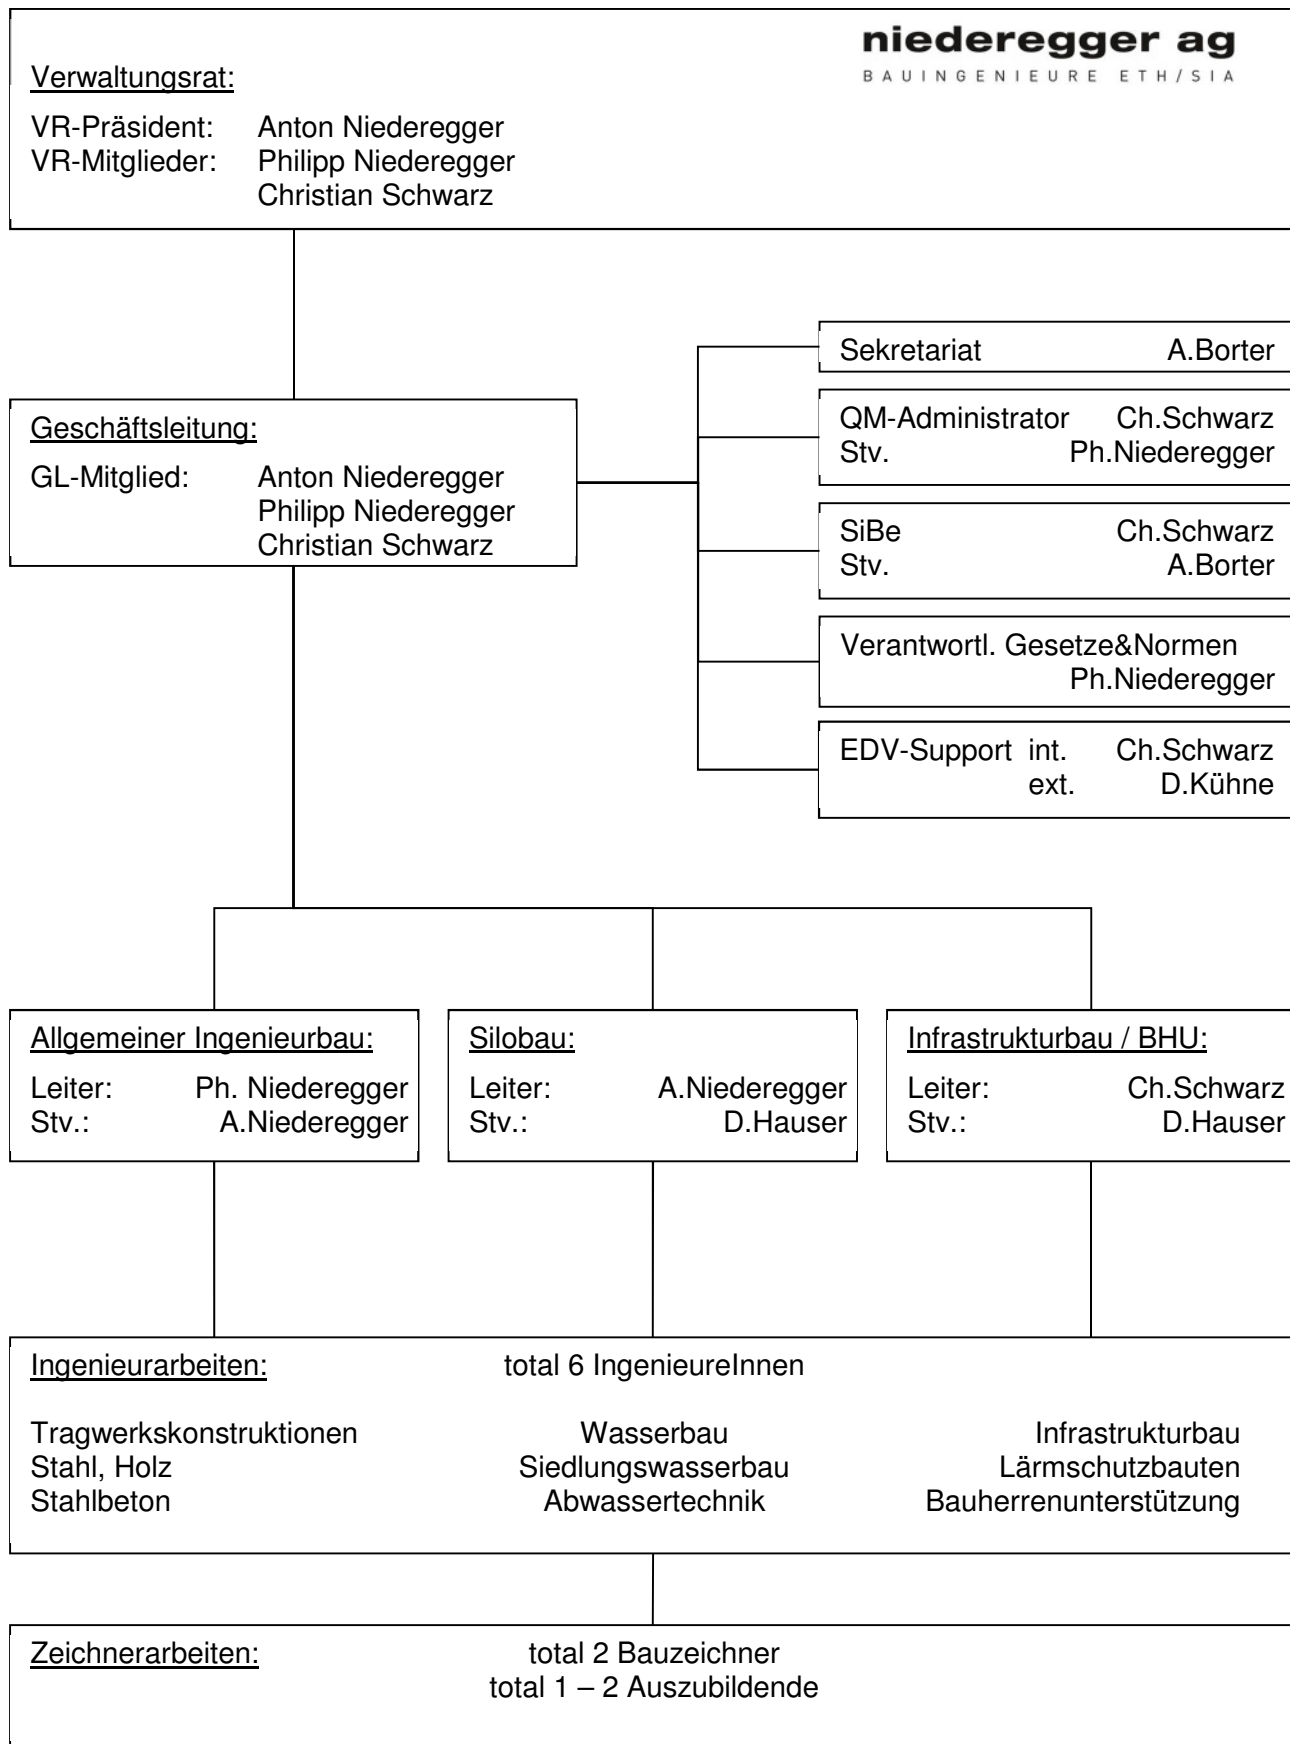 niederegger ag
BAUINGENIEURE ETH/SIA
Verwaltungsrat:
VR-Präsident: Anton Niederegger
VR-Mitglieder: Philipp Niederegger
Christian Schwarz
Sekretariat A.Borter
QM-Administrator Ch.Schwarz
Stv. Ph.Niederegger
SiBe Ch.Schwarz
Stv. A.Borter
Verantwortl. Gesetze&Normen
Ph.Niederegger
EDV-Support int. Ch.Schwarz
ext. D.Kühne
Geschäftsleitung:
GL-Mitglied: Anton Niederegger
Philipp Niederegger
Christian Schwarz
Allgemeiner Ingenieurbau:
Leiter: Ph. Niederegger
Stv.: A.Niederegger
Silobau:
Leiter: A.Niederegger
Stv.: D.Hauser
Infrastrukturbau / BHU:
Leiter: Ch.Schwarz
Stv.: D.Hauser
Ingenieurarbeiten: total 6 IngenieureInnen
Tragwerkskonstruktionen Wasserbau Infrastrukturbau
Stahl, Holz Siedlungswasserbau Lärmschutzbauten
Stahlbeton Abwassertechnik Bauherrenunterstützung
Zeichnerarbeiten: total 2 Bauzeichner
total 1 – 2 Auszubildende